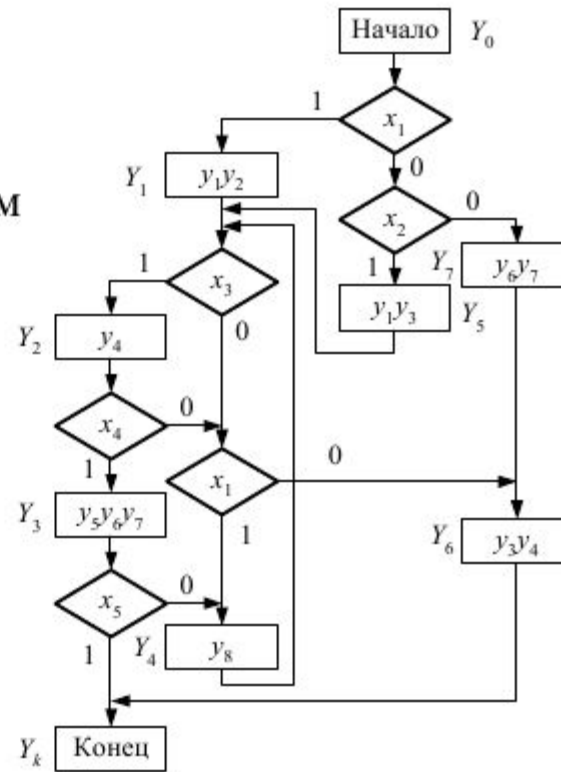 Начало Y₀
1 x₁
0
Y₁ y₁y₂
м
x₂ 0
Y₇ y₆y₇
1
1 x₃
y₁y₃ Y₅
0
Y₂ y₄
x₄ 0
x₁ 0
1
Y₃ y₅y₆y₇
1
Y₆ y₃y₄
x₅ 0
1
Y₄ y₈
Yₖ Конец